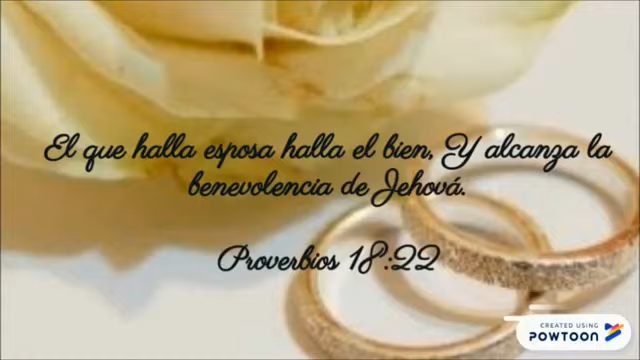 El que halla esposa halla el bien, Y alcanza la
benevolencia de Jehová.
Proverbios 18:22
CREATED USING
POWTOON